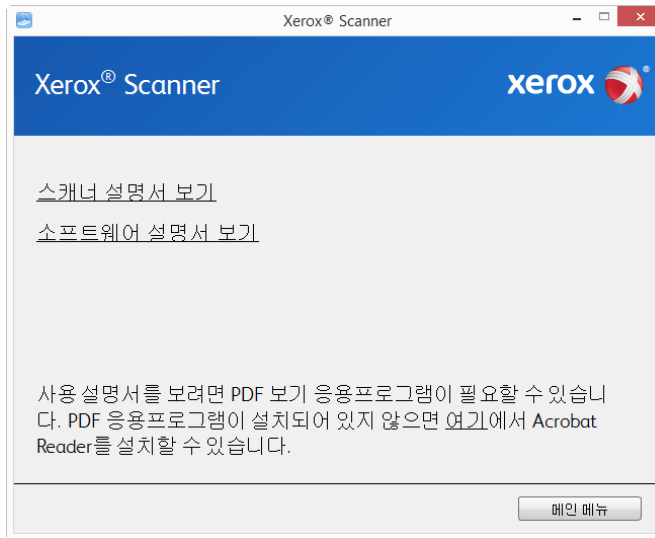 Xerox® Scanner
Xerox® Scanner
xerox®
스캐너 설명서 보기
소프트웨어 설명서 보기
사용 설명서를 보려면 PDF 보기 응용프로그램이 필요할 수 있습니
다. PDF 응용프로그램이 설치되어 있지 않으면 여기에서 Acrobat
Reader를 설치할 수 있습니다.
메인 메뉴